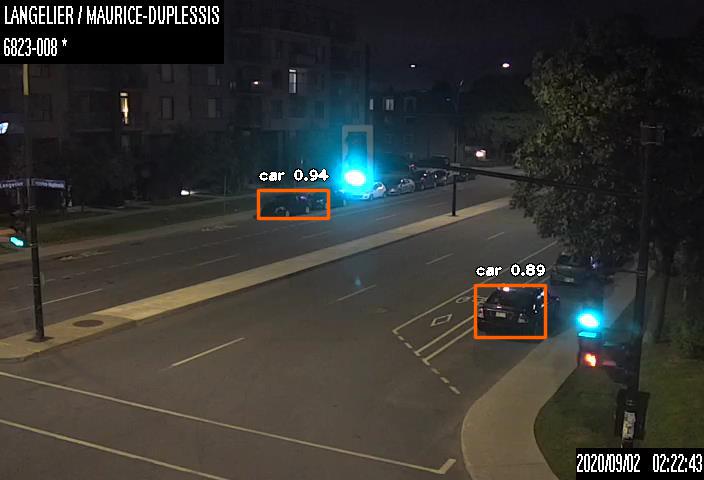 LANGELIER / MAURICE-DUPLESSIS
6823-008 *
car 0.94
car 0.89
2020/09/02 02:22:43